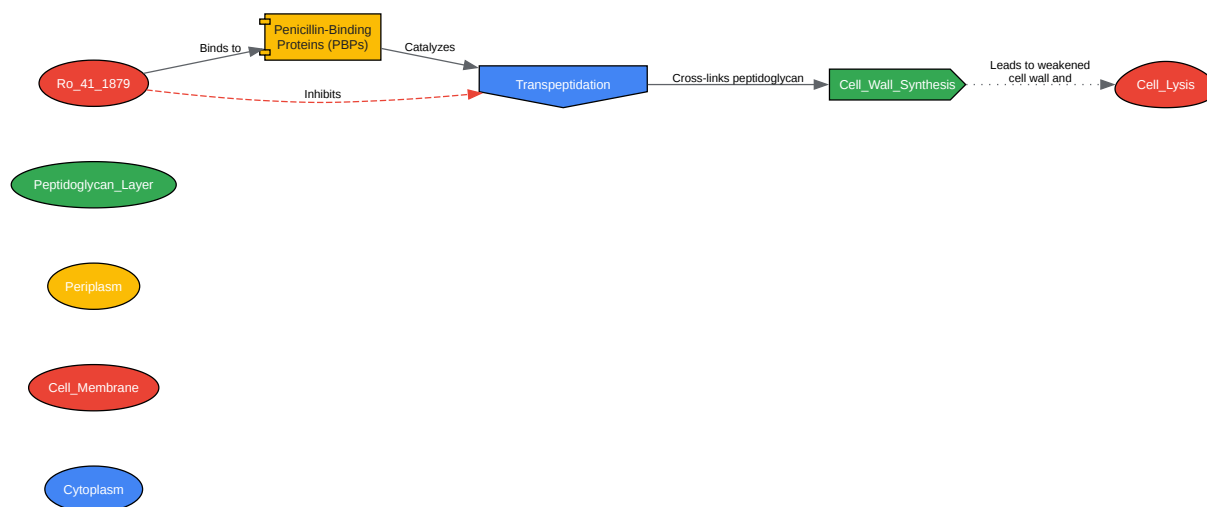 Penicillin-Binding
Proteins (PBPs)
Binds to
Catalyzes
Ro_41_1879
Inhibits
Transpeptidation
Cross-links peptidoglycan
Cell_Wall_Synthesis
Leads to weakened
cell wall and
Cell_Lysis
Peptidoglycan_Layer
Periplasm
Cell_Membrane
Cytoplasm